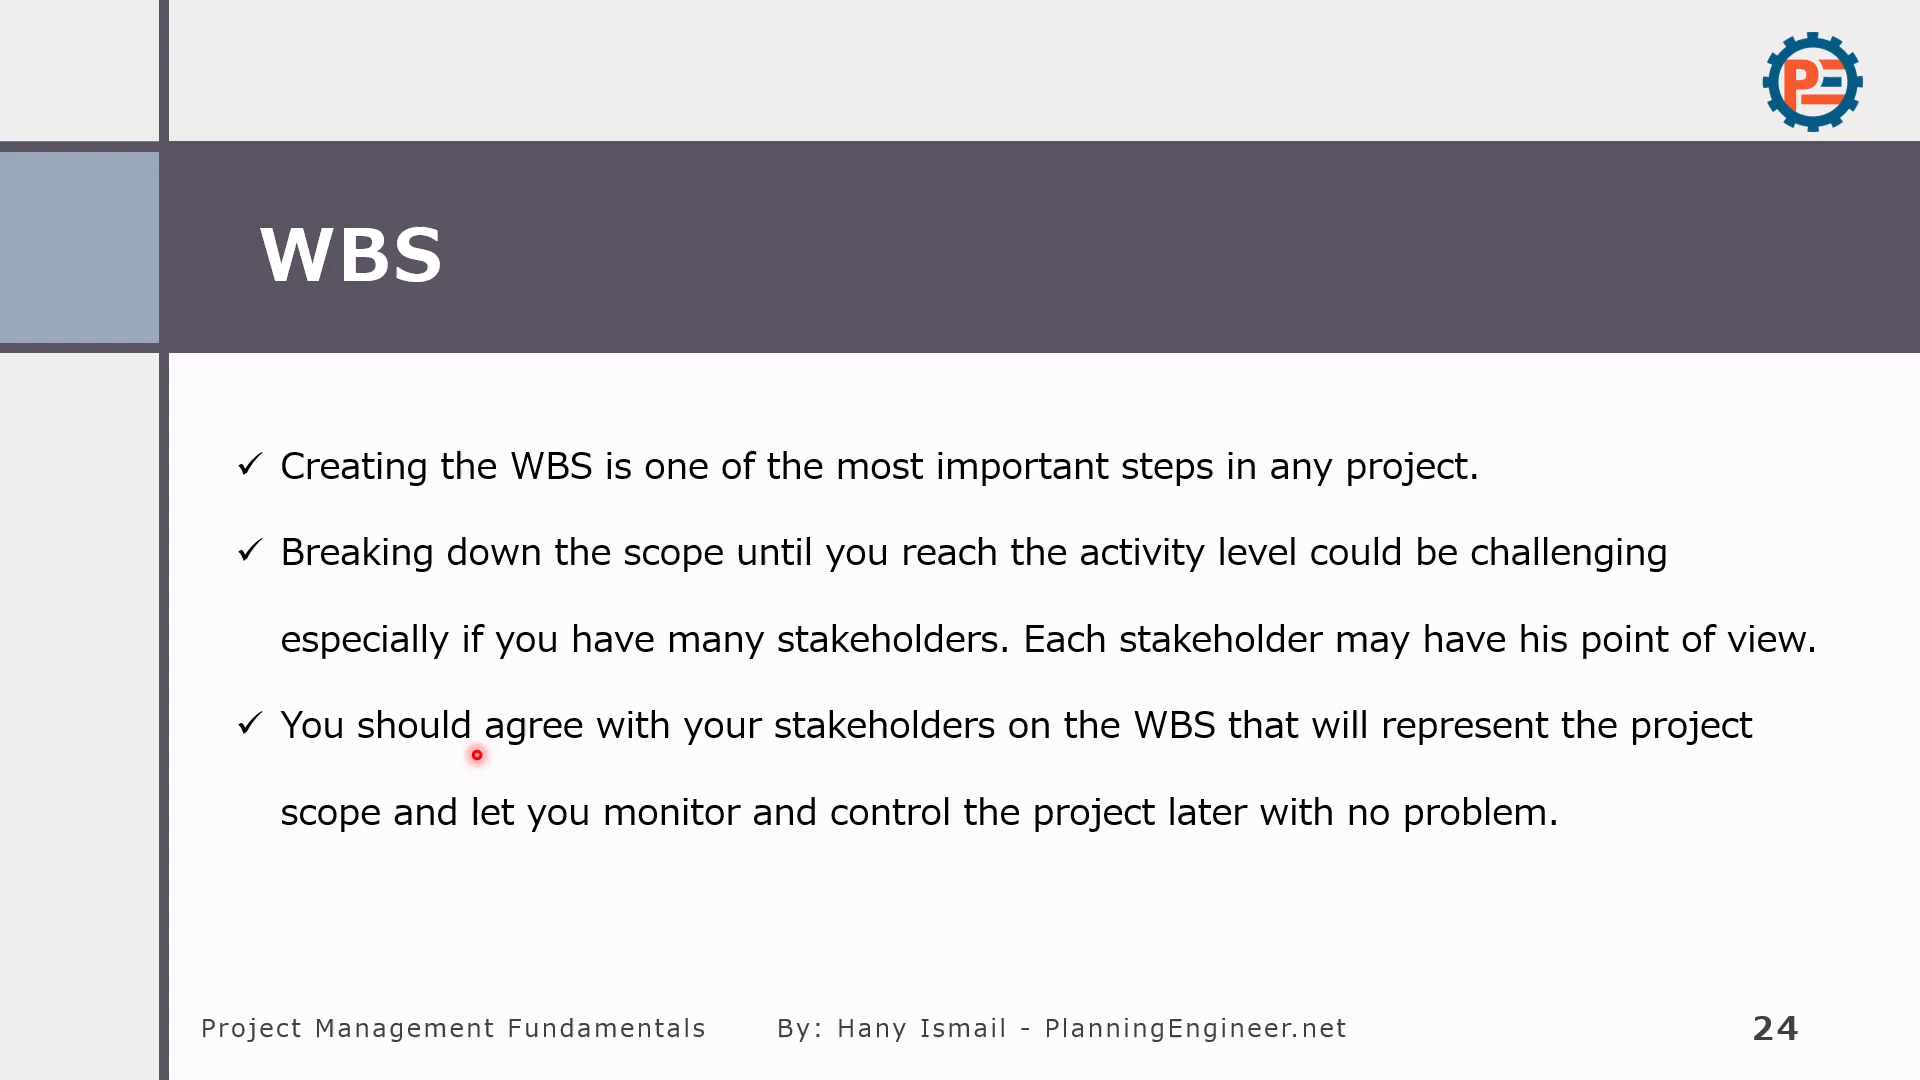 PE
WBS
✓ Creating the WBS is one of the most important steps in any project.
✓ Breaking down the scope until you reach the activity level could be challenging
especially if you have many stakeholders. Each stakeholder may have his point of view.
✓ You should agree with your stakeholders on the WBS that will represent the project
scope and let you monitor and control the project later with no problem.
Project Management Fundamentals By: Hany Ismail - PlanningEngineer.net 24